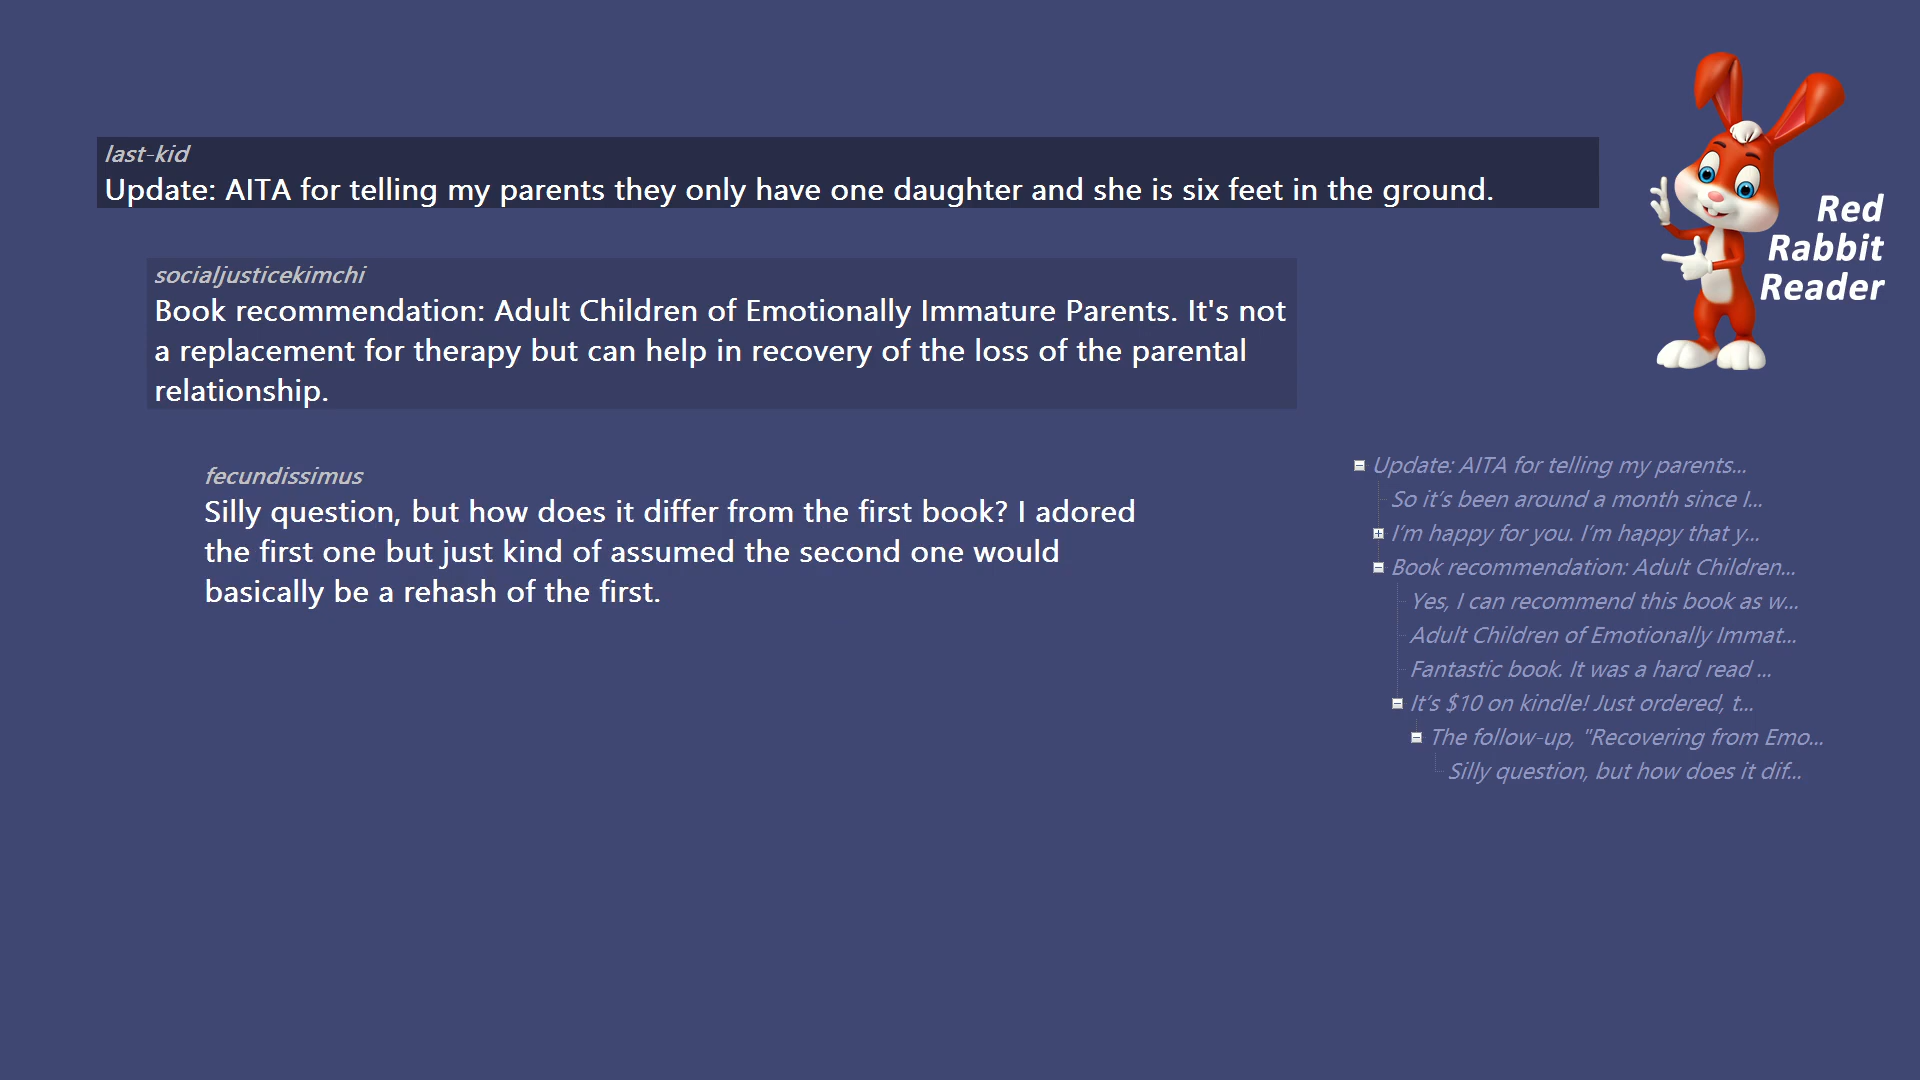 last-kid
Update: AITA for telling my parents they only have one daughter and she is six feet in the ground.
Red
Rabbit
Reader
socialjusticekimchi
Book recommendation: Adult Children of Emotionally Immature Parents. It's not
a replacement for therapy but can help in recovery of the loss of the parental
relationship.
fecundissimus
Silly question, but how does it differ from the first book? I adored
the first one but just kind of assumed the second one would
basically be a rehash of the first.
Update: AITA for telling my parents...
So it’s been around a month since I...
I’m happy for you. I’m happy that y...
Book recommendation: Adult Children...
Yes, I can recommend this book as w...
Adult Children of Emotionally Immat...
Fantastic book. It was a hard read ...
It’s $10 on kindle! Just ordered, t...
The follow-up, "Recovering from Emo...
Silly question, but how does it dif...